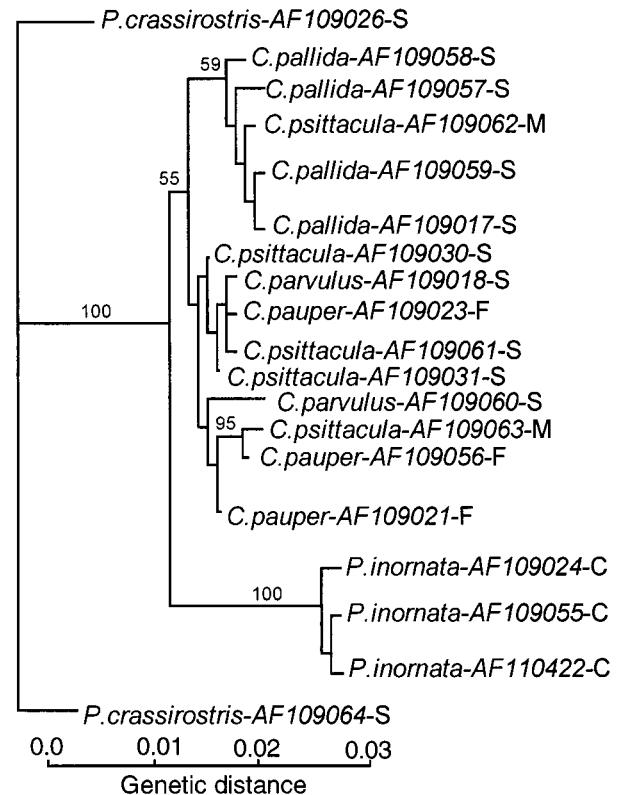 P.crassirostris-AF109026-S
59
C.pallida-AF109058-S
C.pallida-AF109057-S
C.psittacula-AF109062-M
C.pallida-AF109059-S
55
C.pallida-AF109017-S
C.psittacula-AF109030-S
C.parvulus-AF109018-S
100
C.pauper-AF109023-F
C.psittacula-AF109061-S
C.psittacula-AF109031-S
C.parvulus-AF109060-S
95
C.psittacula-AF109063-M
C.pauper-AF109056-F
C.pauper-AF109021-F
P.inornata-AF109024-C
100
P.inornata-AF109055-C
P.inornata-AF110422-C
P.crassirostris-AF109064-S
0.0 0.01 0.02 0.03
Genetic distance